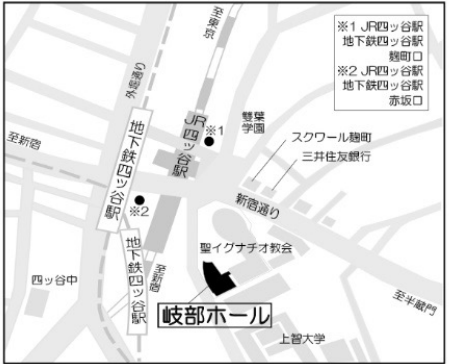 ※1 JR四ッ谷駅
地下鉄四ッ谷駅
麹町口
※2 JR四ッ谷駅
地下鉄四ッ谷駅
赤坂口
至東京
外堀通り
JR四ッ谷駅
※1
雙葉
学園
スクワール麹町
三井住友銀行
至新宿
地下鉄四ッ谷駅
※2
新宿通り
地下鉄四ッ谷駅
至新宿
聖イグナチオ教会
四ッ谷中
岐部ホール
至半蔵門
上智大学